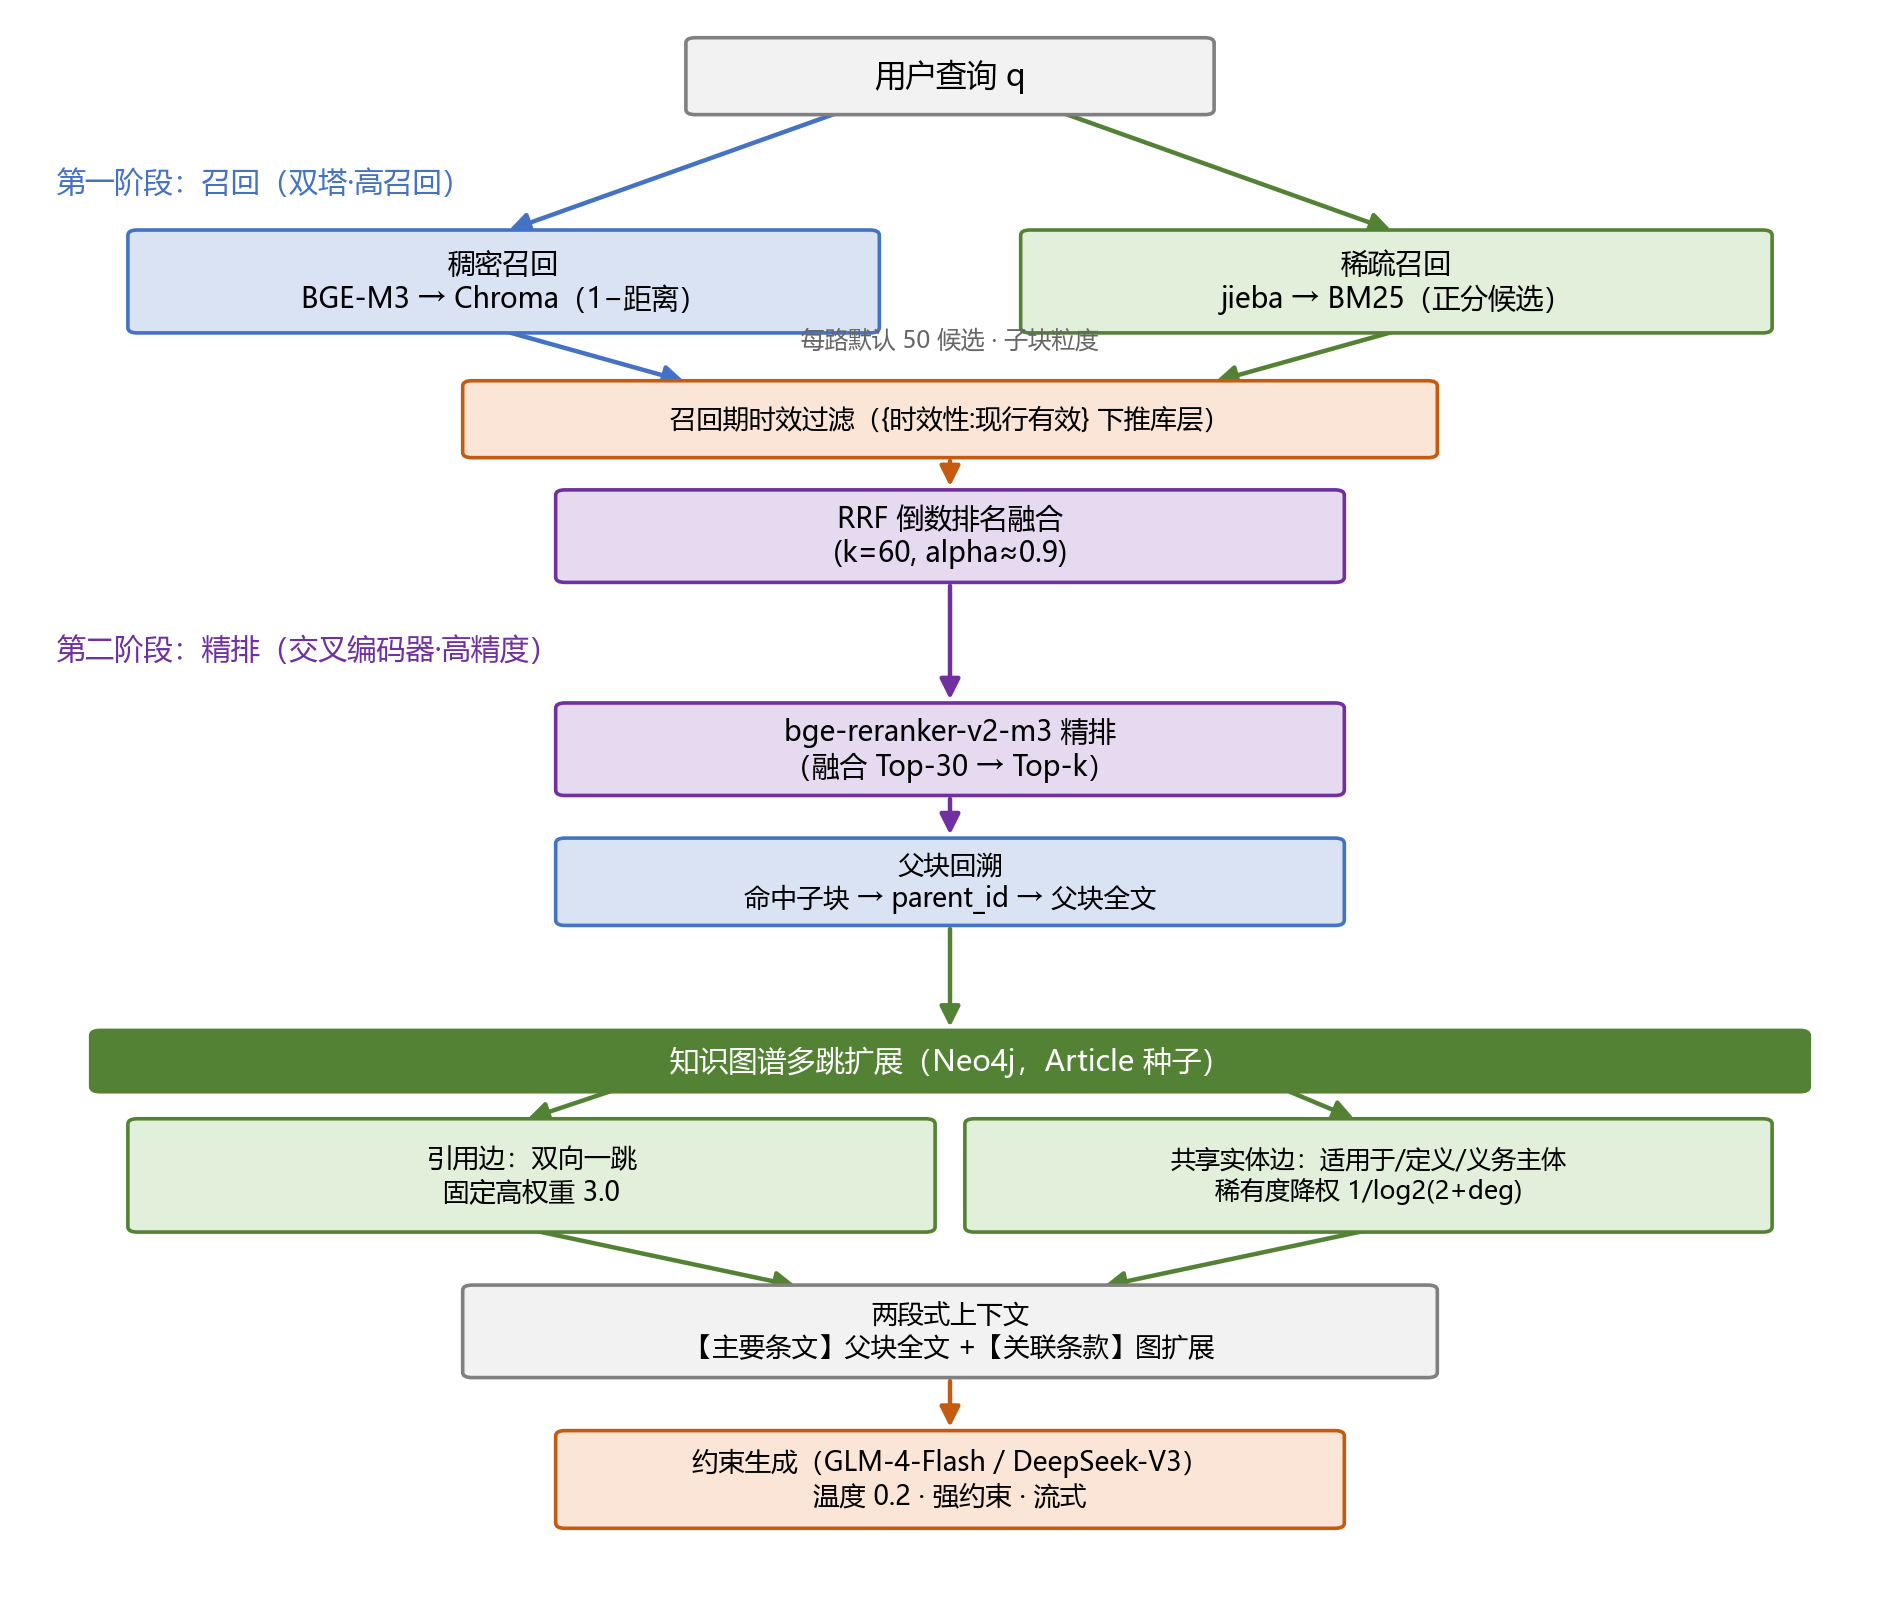 用户查询 q
第一阶段：召回（双塔·高召回）
稠密召回
BGE-M3 → Chroma（1−距离）
稀疏召回
jieba → BM25（正分候选）
每路默认 50 候选 · 子块粒度
召回期时效过滤（{时效性:现行有效} 下推库层）
RRF 倒数排名融合
(k=60, alpha≈0.9)
第二阶段：精排（交叉编码器·高精度）
bge-reranker-v2-m3 精排
（融合 Top-30 → Top-k）
父块回溯
命中子块 → parent_id → 父块全文
知识图谱多跳扩展（Neo4j，Article 种子）
引用边：双向一跳
固定高权重 3.0
共享实体边：适用于/定义/义务主体
稀有度降权 1/log2(2+deg)
两段式上下文
【主要条文】父块全文 +【关联条款】图扩展
约束生成（GLM-4-Flash / DeepSeek-V3）
温度 0.2 · 强约束 · 流式